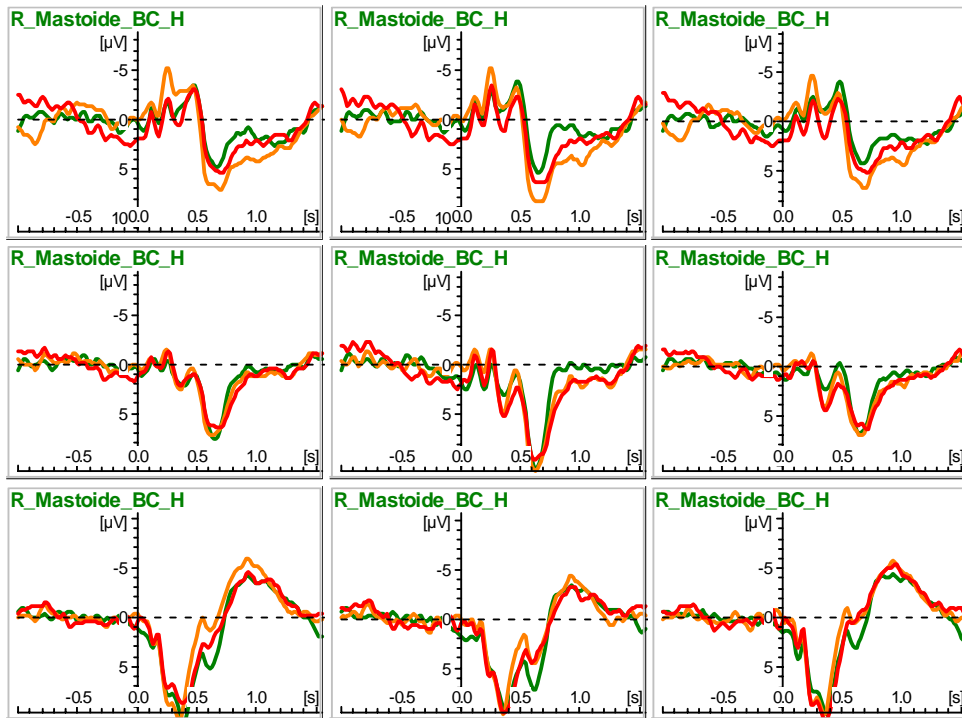 R_Mastoide_BC_H R_Mastoide_BC_H R_Mastoide_BC_H
[µV] [µV] [µV]
-5 -5 -5
0 0 0
5 5 5
-0.5 10 0.0 0.5 1.0 [s] -0.5 10 0.0 0.5 1.0 [s] -0.5 0.0 0.5 1.0 [s]
R_Mastoide_BC_H R_Mastoide_BC_H R_Mastoide_BC_H
[µV] [µV] [µV]
-5 -5 -5
0 0 0
5 5 5
-0.5 0.0 0.5 1.0 [s] -0.5 0.0 0.5 1.0 [s] -0.5 0.0 0.5 1.0 [s]
R_Mastoide_BC_H R_Mastoide_BC_H R_Mastoide_BC_H
[µV] [µV] [µV]
-5 -5 -5
0 0 0
5 5 5
-0.5 0.0 0.5 1.0 [s] -0.5 0.0 0.5 1.0 [s] -0.5 0.0 0.5 1.0 [s]